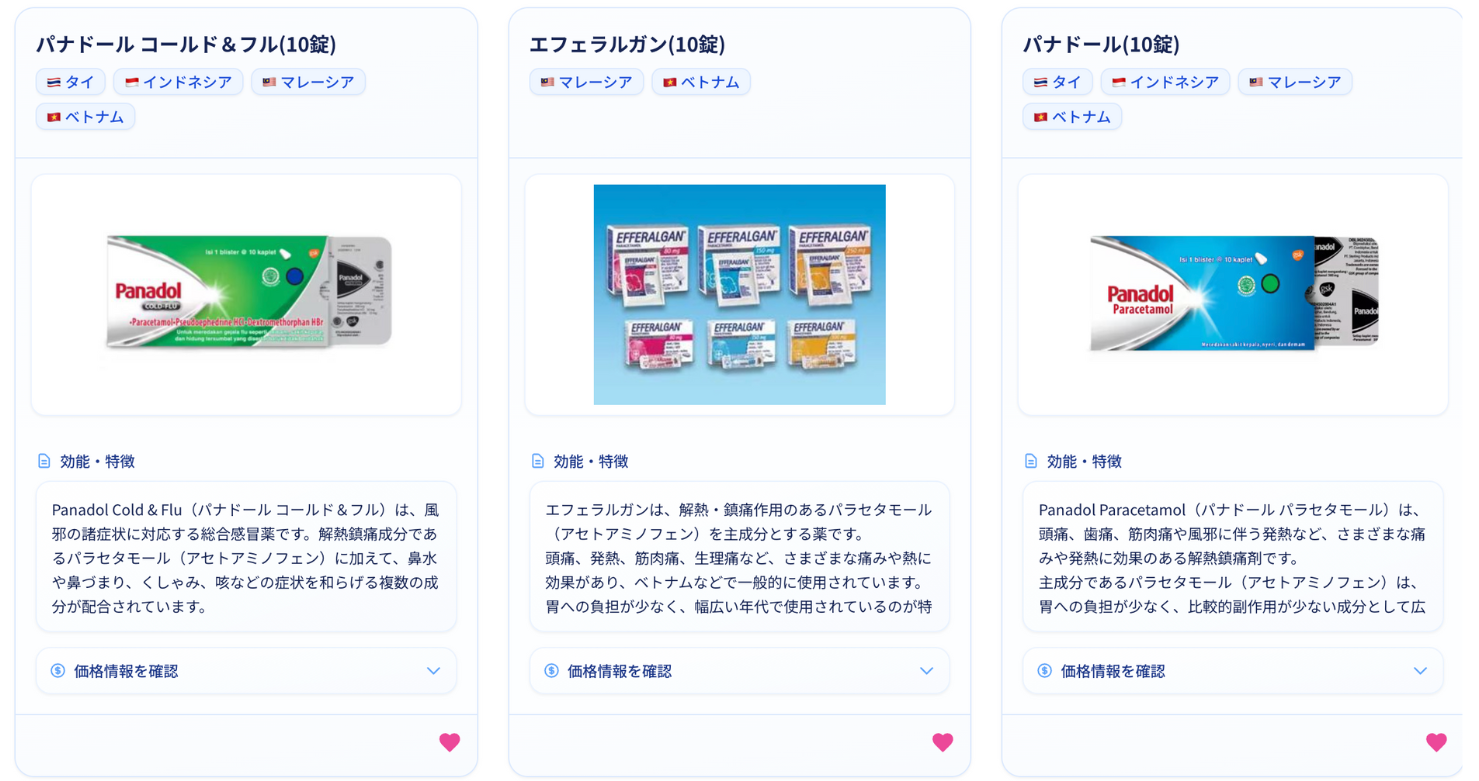 パナドール コールド＆フル(10錠)
タイ インドネシア マレーシア
ベトナム
Isi 1 blister @ 10 kaplet
Panadol
COLD+FLU
Panadol
•Paracetamol•Pseudoephedrine HCl•Dextromethorphan HBr
gsk
効能・特徴
Panadol Cold & Flu（パナドール コールド＆フル）は、風
邪の諸症状に対応する総合感冒薬です。解熱鎮痛成分であ
るパラセタモール（アセトアミノフェン）に加えて、鼻水
や鼻づまり、くしゃみ、咳などの症状を和らげる複数の成
分が配合されています。
価格情報を確認
エフェラルガン(10錠)
マレーシア ベトナム
EFFERALGAN EFFERALGAN EFFERALGAN
EFFERALGAN EFFERALGAN EFFERALGAN
効能・特徴
エフェラルガンは、解熱・鎮痛作用のあるパラセタモール
（アセトアミノフェン）を主成分とする薬です。
頭痛、発熱、筋肉痛、生理痛など、さまざまな痛みや熱に
効果があり、ベトナムなどで一般的に使用されています。
胃への負担が少なく、幅広い年代で使用されているのが特
価格情報を確認
パナドール(10錠)
タイ インドネシア マレーシア
ベトナム
Isi 1 blister @ 10 kaplet
Panadol
Paracetamol
gsk
Panadol
効能・特徴
Panadol Paracetamol（パナドール パラセタモール）は、
頭痛、歯痛、筋肉痛や風邪に伴う発熱など、さまざまな痛
みや発熱に効果のある解熱鎮痛剤です。
主成分であるパラセタモール（アセトアミノフェン）は、
胃への負担が少なく、比較的副作用が少ない成分として広
価格情報を確認